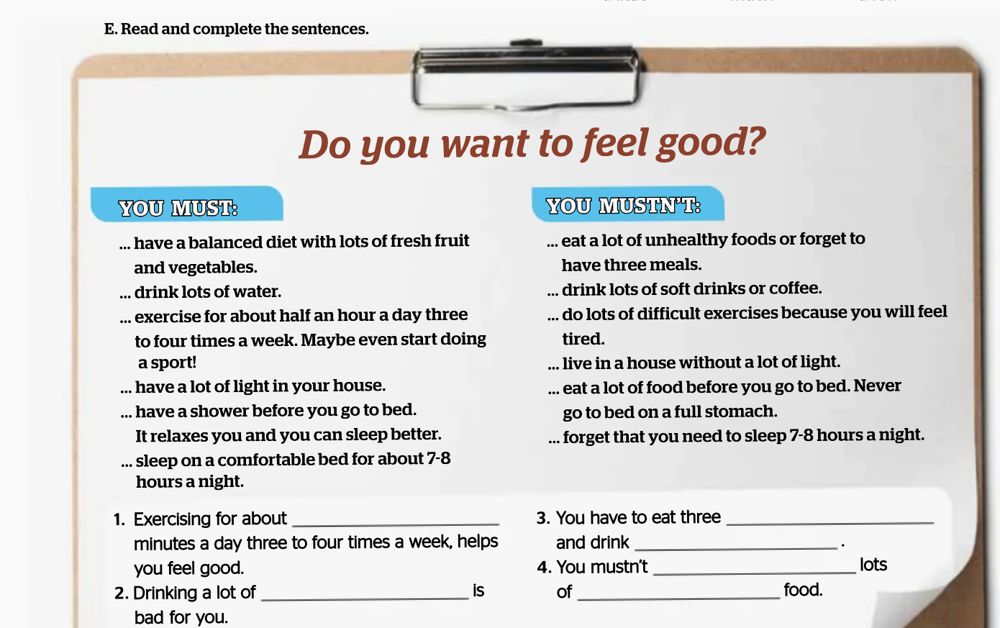 E. Read and complete the sentences.
Do you want to feel good?
YOU MUST:
... have a balanced diet with lots of fresh fruit
and vegetables.
... drink lots of water.
... exercise for about half an hour a day three
to four times a week. Maybe even start doing
a sport!
... have a lot of light in your house.
... have a shower before you go to bed.
It relaxes you and you can sleep better.
... sleep on a comfortable bed for about 7-8
hours a night.
YOU MUSTN'T:
... eat a lot of unhealthy foods or forget to
have three meals.
... drink lots of soft drinks or coffee.
... do lots of difficult exercises because you will feel
tired.
... live in a house without a lot of light.
... eat a lot of food before you go to bed. Never
go to bed on a full stomach.
... forget that you need to sleep 7-8 hours a night.
1. Exercising for about ____________________
minutes a day three to four times a week, helps
you feel good.
2. Drinking a lot of ____________________ is
bad for you.
3. You have to eat three ____________________
and drink ____________________ .
4. You mustn't ____________________ lots
of ____________________ food.